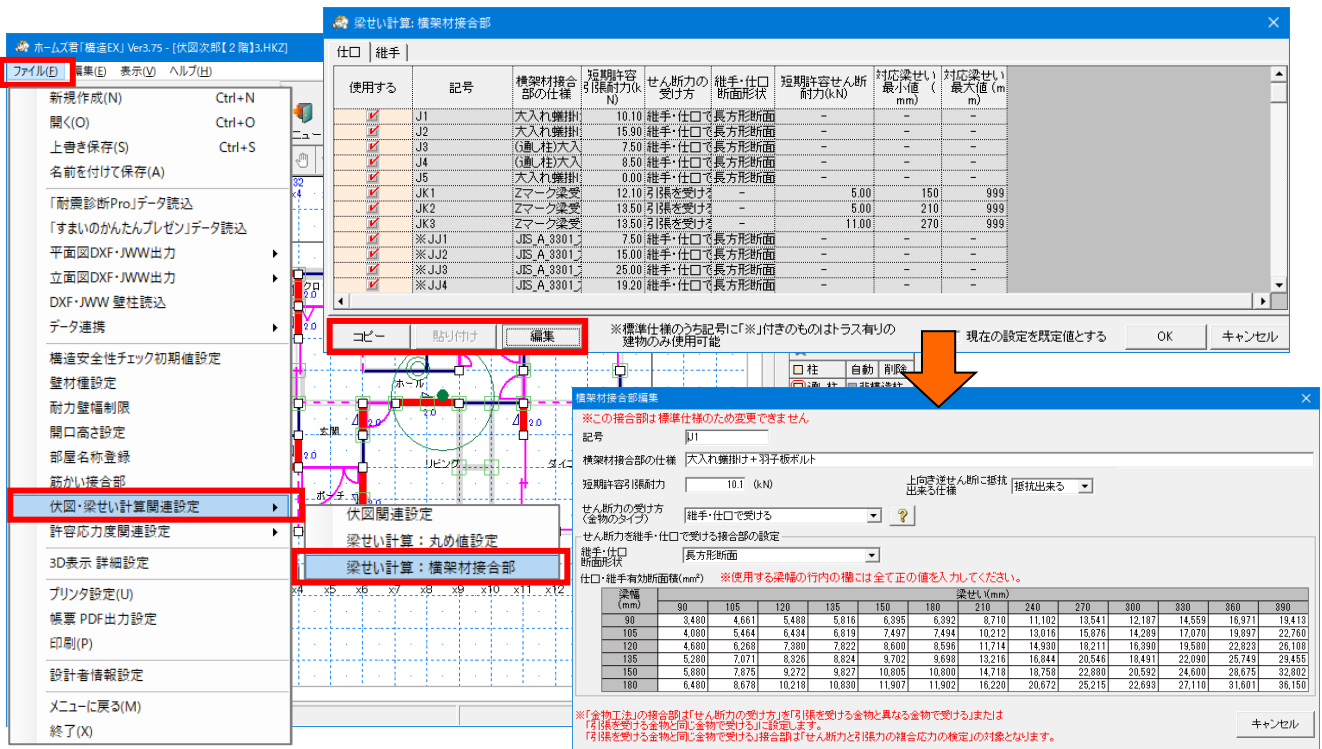 ホームズ君「構造EX」 Ver3.75 - [伏図次郎【２階】3.HKZ]
ファイル(F) 編集(E) 表示(V) ヘルプ(H)
新規作成(N) Ctrl+N
開く(O) Ctrl+O
上書き保存(S) Ctrl+S
名前を付けて保存(A)
「耐震診断Pro」データ読込
「すまいのかんたんプレゼン」データ読込
平面図DXF・JWW出力
立面図DXF・JWW出力
DXF・JWW 壁柱読込
データ連携
構造安全性チェック初期値設定
壁材種設定
耐力壁幅制限
開口高さ設定
部屋名称登録
筋かい接合部
伏図・梁せい計算関連設定
許容応力度関連設定
3D表示 詳細設定
プリンタ設定(U)
帳票 PDF出力設定
印刷(P)
設計者情報設定
メニューに戻る(M)
終了(X)
伏図関連設定
梁せい計算：丸め値設定
梁せい計算：横架材接合部
ホール
玄関
リビング
ポーチ
x4 x5 x6 x7 x8 x9 x10 x11 x12
梁せい計算: 横架材接合部
仕口 継手
使用する 記号 横架材接合部の仕様 短期許容引張耐力(kN) せん断力の受け方 継手・仕口断面形状 短期許容せん断耐力(kN) 対応梁せい最小値 (mm) 対応梁せい最大値 (mm)
J1 大入れ蟻掛け 10.10 継手・仕口で 長方形断面 - - -
J2 大入れ蟻掛け 15.90 継手・仕口で 長方形断面 - - -
J3 (通し柱)大入 7.50 継手・仕口で 長方形断面 - - -
J4 (通し柱)大入 8.50 継手・仕口で 長方形断面 - - -
J5 大入れ蟻掛け 0.00 継手・仕口で 長方形断面 - - -
JK1 Zマーク梁受 12.10 引張を受ける - 5.00 150 999
JK2 Zマーク梁受 13.50 引張を受ける - 5.00 210 999
JK3 Zマーク梁受 13.50 引張を受ける - 11.00 270 999
※JJ1 JIS_A_3301_ 7.50 継手・仕口で 長方形断面 - - -
※JJ2 JIS_A_3301_ 15.00 継手・仕口で 長方形断面 - - -
※JJ3 JIS_A_3301_ 25.00 継手・仕口で 長方形断面 - - -
※JJ4 JIS_A_3301_ 19.20 継手・仕口で 長方形断面 - - -
コピー 貼り付け 編集
※標準仕様のうち記号に「※」付きのものはトラス有りの
建物のみ使用可能
現在の設定を既定値とする OK キャンセル
柱 自動 削除
横架材接合部編集
※この接合部は標準仕様のため変更できません
記号 J1
横架材接合部の仕様 大入れ蟻掛け＋羽子板ボルト
短期許容引張耐力 10.1 (kN) 上向き逆せん断に抵抗出来る仕様 抵抗出来る
せん断力の受け方
(金物のタイプ) 継手・仕口で受ける ?
せん断力を継手・仕口で受ける接合部の設定
継手・仕口
断面形状 長方形断面
仕口・継手有効断面積(mm²) ※使用する梁幅の行内の欄には全て正の値を入力してください。
梁幅(mm) 梁せい(mm)
90 105 120 135 150 180 210 240 270 300 330 360 390
90 3,480 4,661 5,488 5,816 6,395 6,392 8,710 11,102 13,541 12,187 14,559 16,971 19,413
105 4,080 5,464 6,434 6,819 7,497 7,494 10,212 13,016 15,876 14,289 17,070 19,897 22,760
120 4,680 6,268 7,380 7,822 8,600 8,596 11,714 14,930 18,211 16,390 19,580 22,823 26,108
135 5,280 7,071 8,326 8,824 9,702 9,698 13,216 16,844 20,546 18,491 22,090 25,749 29,455
150 5,880 7,875 9,272 9,827 10,805 10,800 14,718 18,758 22,880 20,592 24,600 28,675 32,802
180 6,480 8,678 10,218 10,830 11,907 11,902 16,220 20,672 25,215 22,693 27,110 31,601 36,150
※「金物工法」の接合部は「せん断力の受け方」を「引張を受ける金物と異なる金物で受ける」または
「引張を受ける金物と同じ金物で受ける」に設定します。
「引張を受ける金物と同じ金物で受ける」接合部は「せん断力と引張力の複合応力の検定」の対象となります。
キャンセル